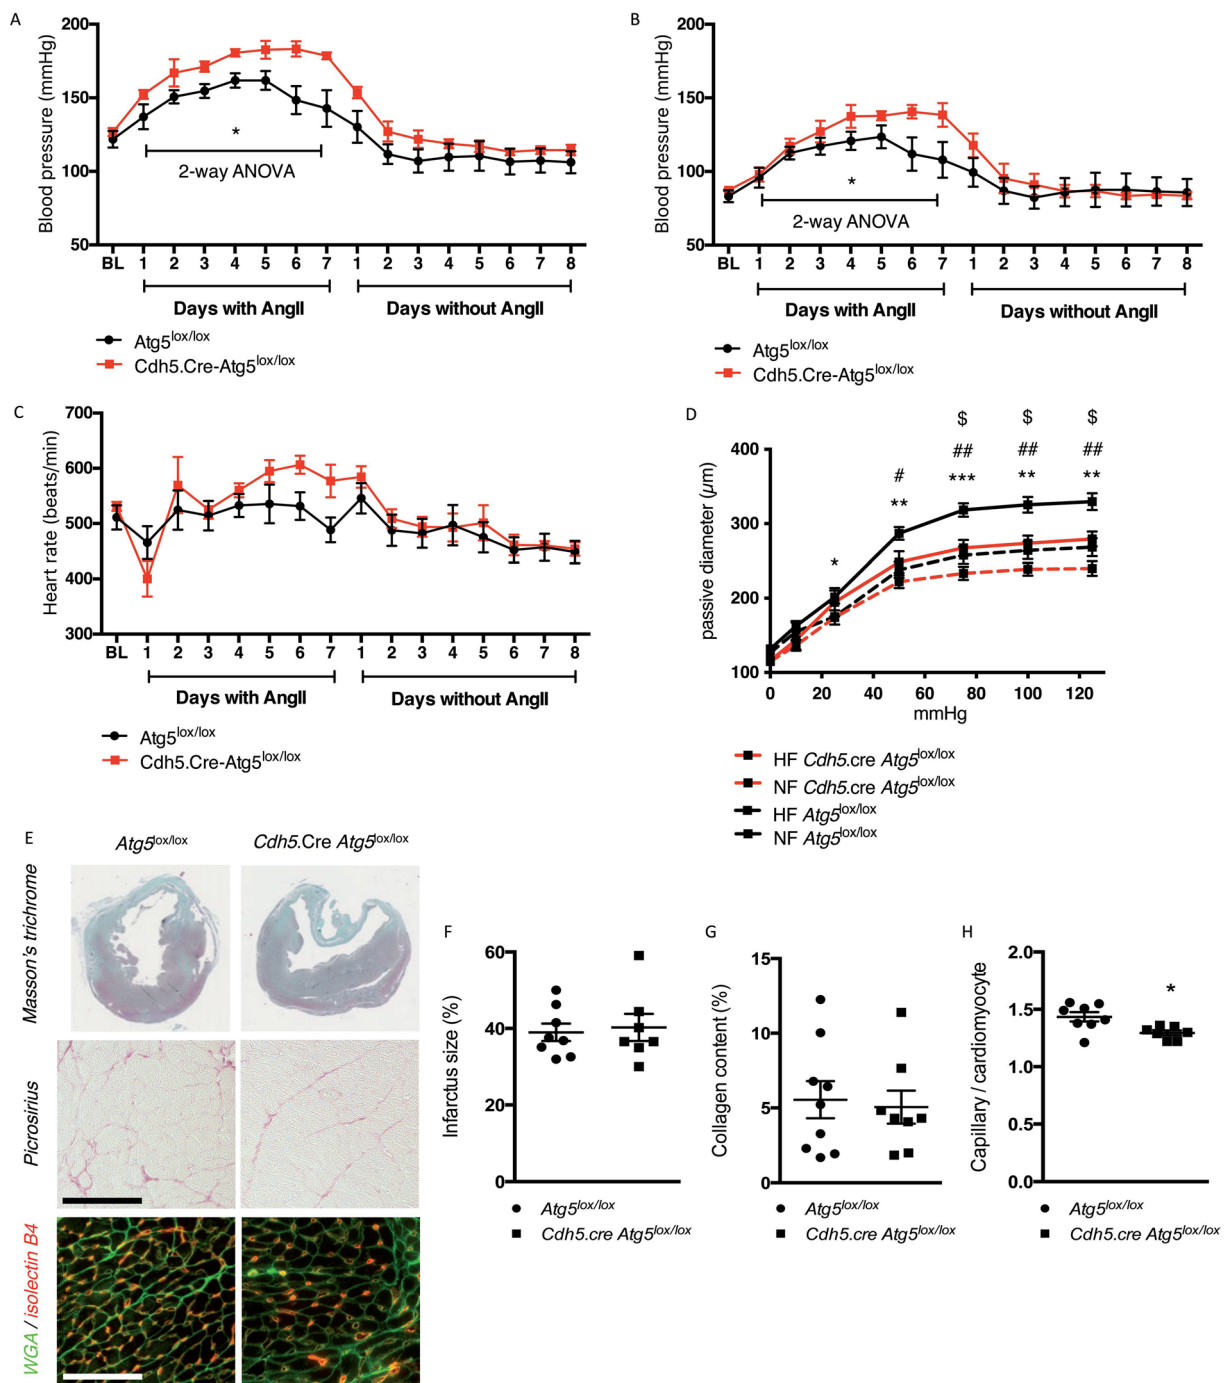 A
Blood pressure (mmHg)
200
150
100
50
*
2-way ANOVA
BL 1 2 3 4 5 6 7 1 2 3 4 5 6 7 8
Days with AngII Days without AngII
Atg5lox/lox
Cdh5.Cre-Atg5lox/lox
B
Blood pressure (mmHg)
200
150
100
50
*
2-way ANOVA
BL 1 2 3 4 5 6 7 1 2 3 4 5 6 7 8
Days with AngII Days without AngII
Atg5lox/lox
Cdh5.Cre-Atg5lox/lox
C
Heart rate (beats/min)
700
600
500
400
300
BL 1 2 3 4 5 6 7 1 2 3 4 5 6 7 8
Days with AngII Days without AngII
Atg5lox/lox
Cdh5.Cre-Atg5lox/lox
D
passive diameter (µm)
$ $ $
## ## ##
# *** ** **
**
*
400
300
200
100
0 20 40 60 80 100 120
mmHg
HF Cdh5.cre Atg5lox/lox
NF Cdh5.cre Atg5lox/lox
HF Atg5lox/lox
NF Atg5lox/lox
E
Atg5lox/lox Cdh5.Cre Atg5lox/lox
Masson's trichrome
Picrosirius
WGA / isolectin B4
F
Infarctus size (%)
60
40
20
0
Atg5lox/lox
Cdh5.cre Atg5lox/lox
G
Collagen content (%)
15
10
5
0
Atg5lox/lox
Cdh5.cre Atg5lox/lox
H
Capillary / cardiomyocyte
2.0
1.5
1.0
0.5
0.0
*
Atg5lox/lox
Cdh5.cre Atg5lox/lox